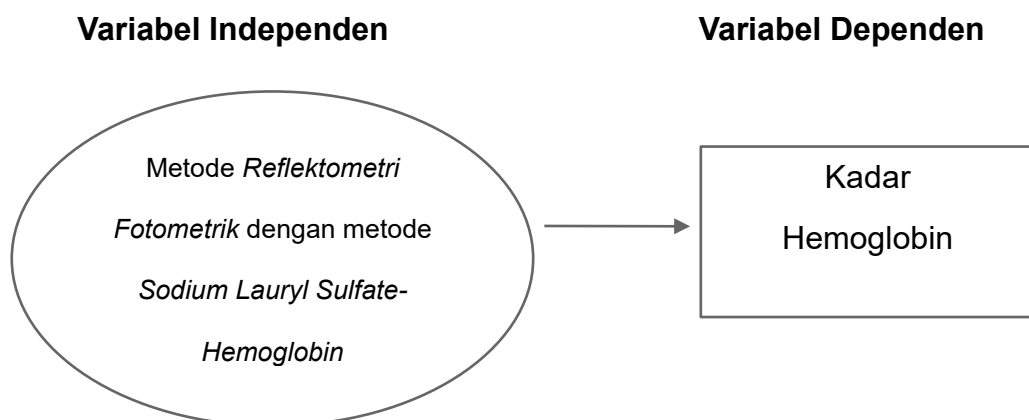 Variabel Independen
Variabel Dependen
Metode Reflektometri
Fotometrik dengan metode
Sodium Lauryl Sulfate-
Hemoglobin
Kadar
Hemoglobin